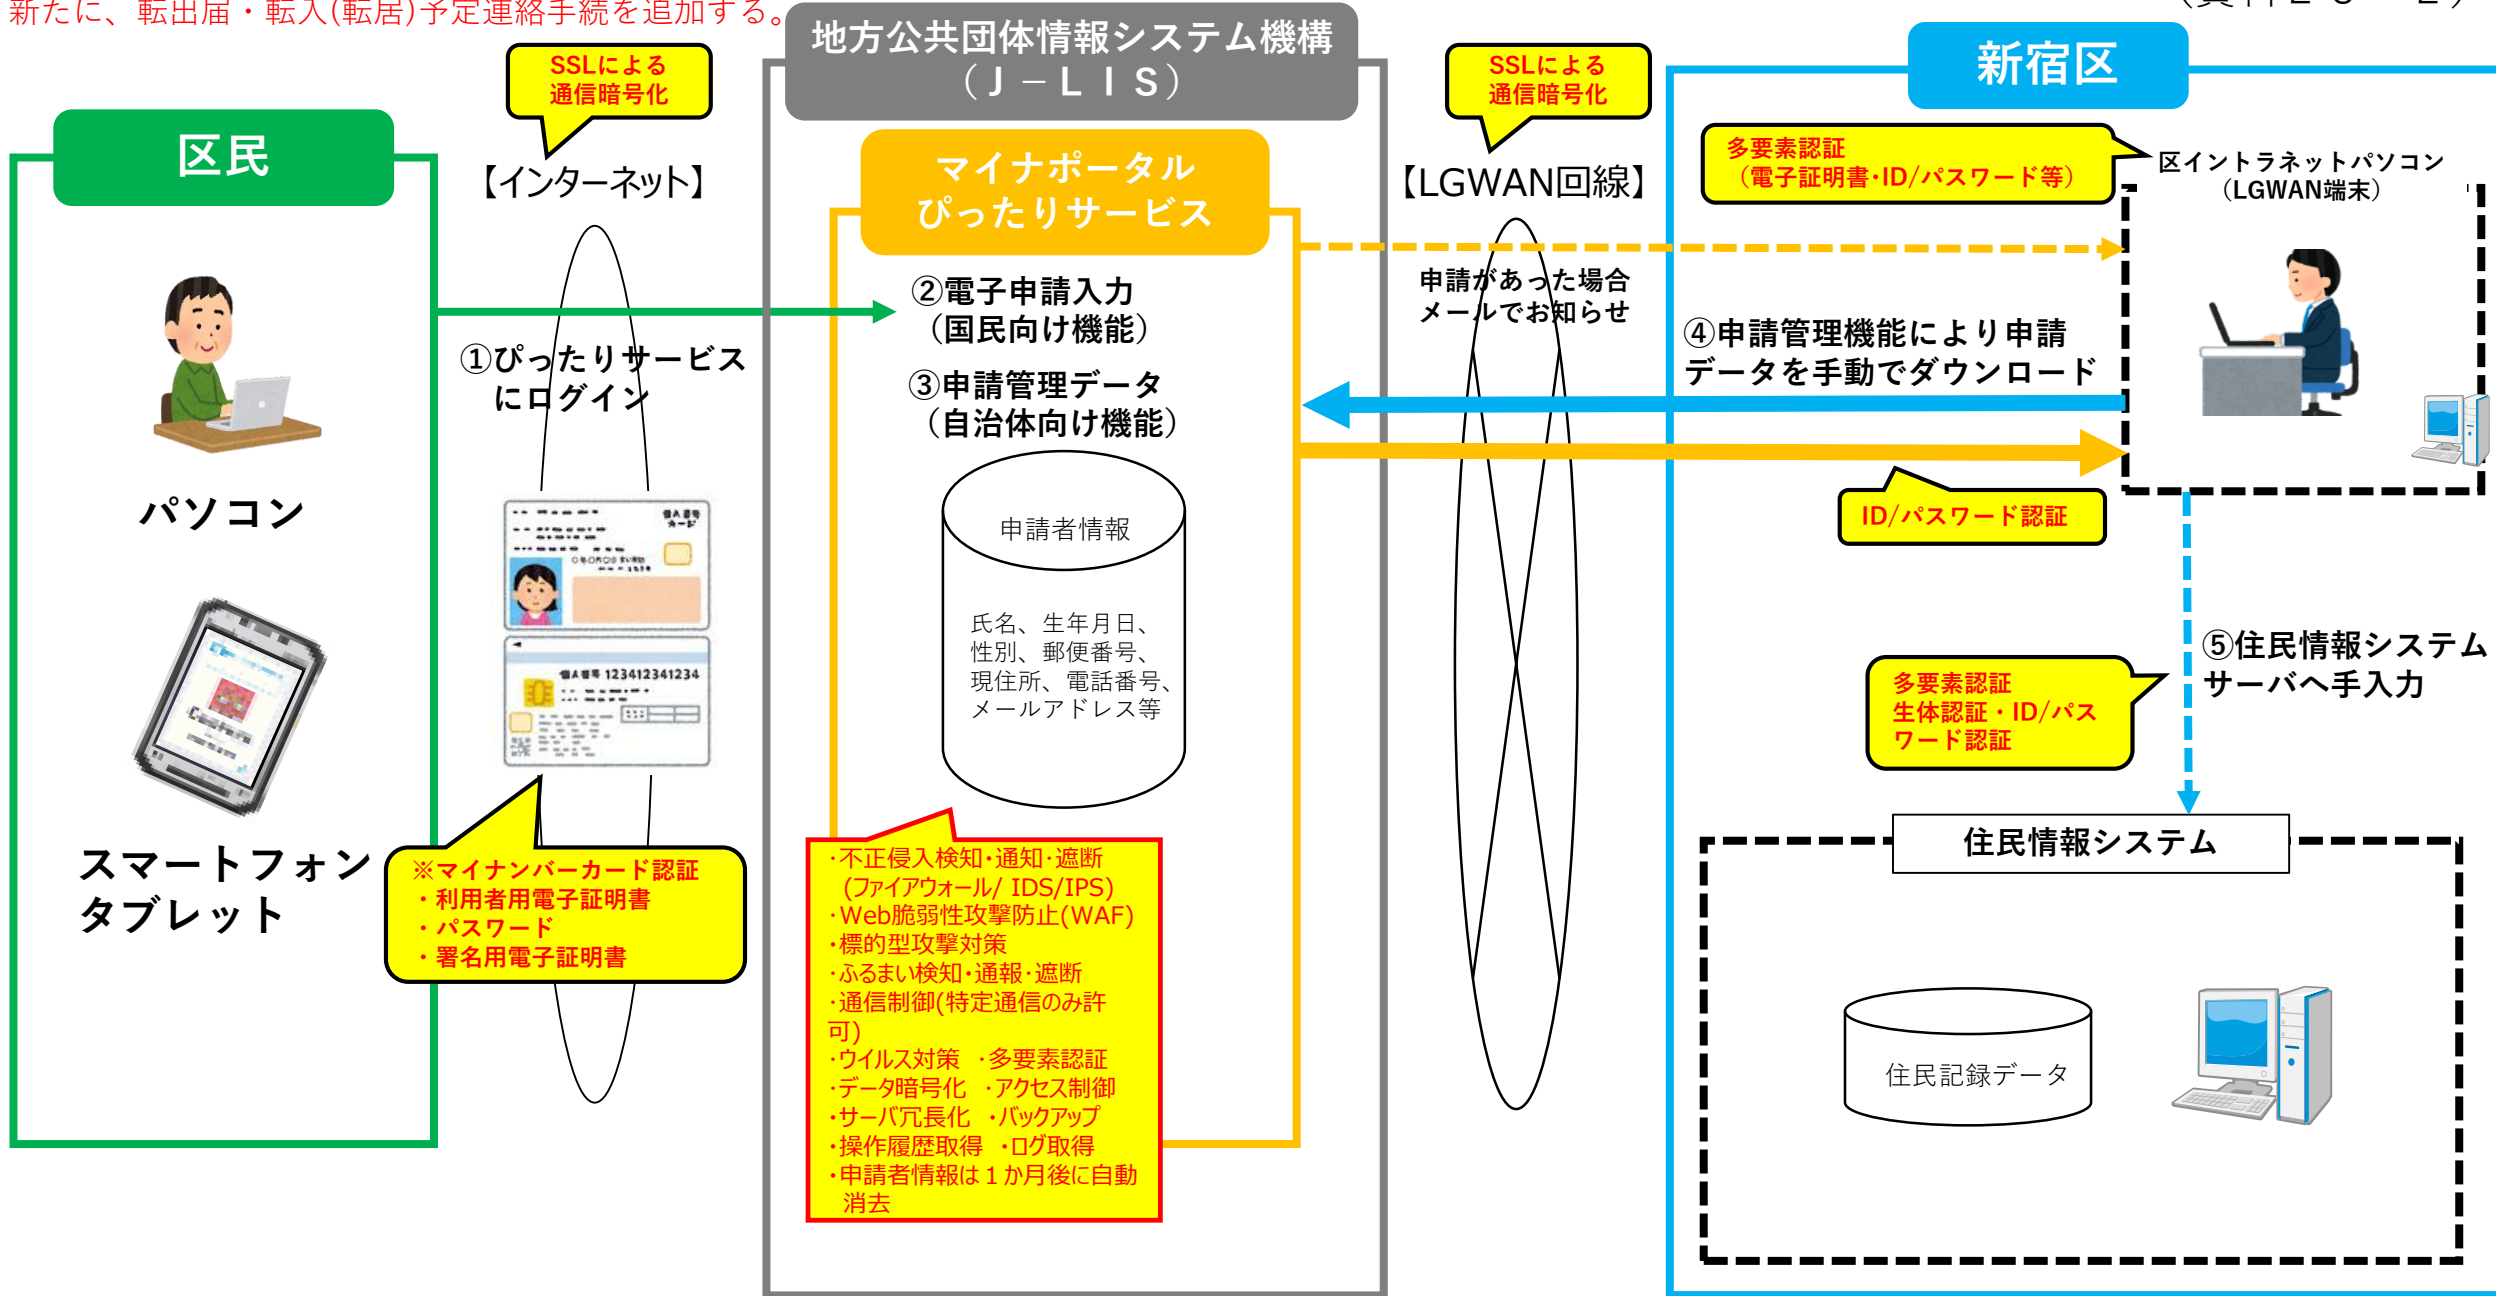 新たに、転出届・転入(転居)予定連絡手続を追加する。
地方公共団体情報システム機構
（Ｊ－ＬＩＳ）
新宿区
区民
SSLによる
通信暗号化
【インターネット】
マイナポータル
ぴったりサービス
SSLによる
通信暗号化
【LGWAN回線】
多要素認証
（電子証明書・ID/パスワード等）
区イントラネットパソコン
（LGWAN端末）
②電子申請入力
（国民向け機能）
申請があった場合
メールでお知らせ
①ぴったりサービス
にログイン
③申請管理データ
（自治体向け機能）
④申請管理機能により申請
データを手動でダウンロード
パソコン
申請者情報
ID/パスワード認証
氏名、生年月日、
性別、郵便番号、
現住所、電話番号、
メールアドレス等
123412341234
⑤住民情報システム
サーバへ手入力
多要素認証
生体認証・ID/パス
ワード認証
スマートフォン
タブレット
※マイナンバーカード認証
・利用者用電子証明書
・パスワード
・署名用電子証明書
・不正侵入検知・通知・遮断
(ファイアウォール/ IDS/IPS)
・Web脆弱性攻撃防止(WAF)
・標的型攻撃対策
・ふるまい検知・通報・遮断
・通信制御(特定通信のみ許
可)
・ウイルス対策　・多要素認証
・データ暗号化　・アクセス制御
・サーバ冗長化　・バックアップ
・操作履歴取得　・ログ取得
・申請者情報は１か月後に自動
消去
住民情報システム
住民記録データ